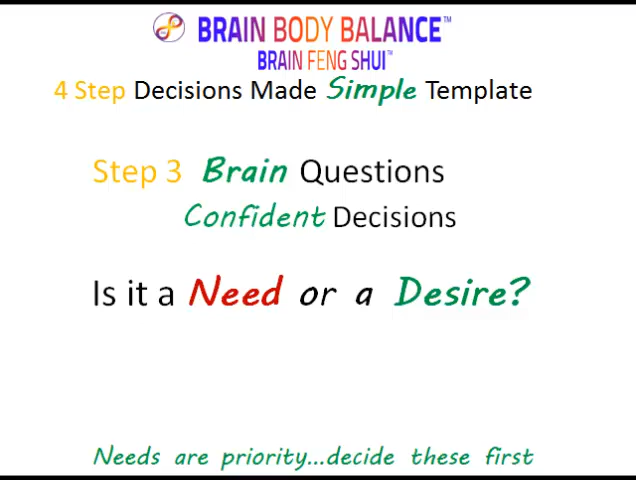 BRAIN BODY BALANCE™
BRAIN FENG SHUI™
4 Step Decisions Made Simple Template
Step 3 Brain Questions
Confident Decisions
Is it a Need or a Desire?
Needs are priority...decide these first